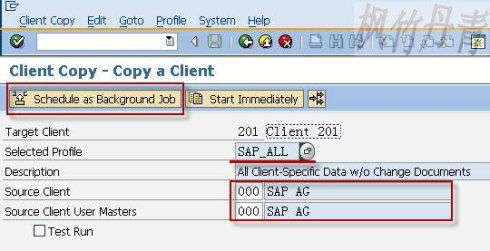 Client Copy Edit Goto Profile System Help
枫竹丹青
Client Copy - Copy a Client
Schedule as Background Job Start Immediately
Target Client 201 Client 201
Selected Profile SAP_ALL
Description All Client-Specific Data w/o Change Documents
Source Client 000 SAP AG
Source Client User Masters 000 SAP AG
Test Run